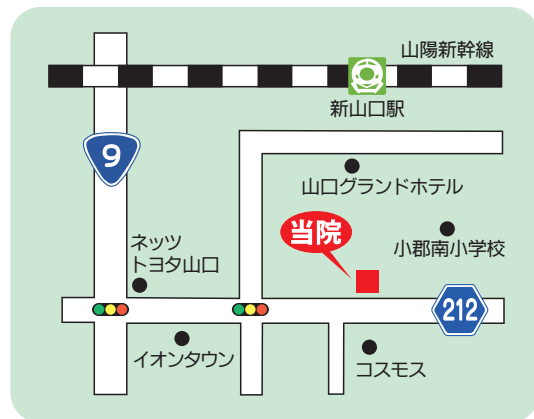 山陽新幹線
新山口駅
9
山口グランドホテル
当院
小郡南小学校
ネッツ
トヨタ山口
212
イオンタウン
コスモス